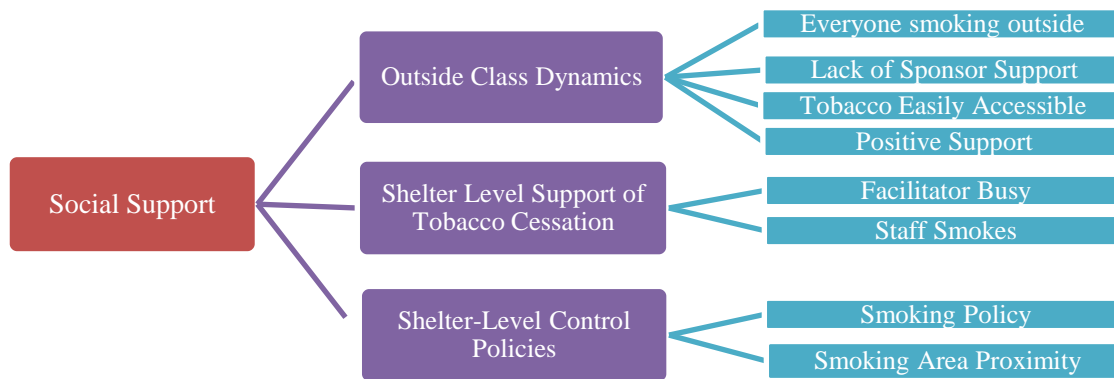 Social Support
Outside Class Dynamics
Everyone smoking outside
Lack of Sponsor Support
Tobacco Easily Accessible
Positive Support
Shelter Level Support of
Tobacco Cessation
Facilitator Busy
Staff Smokes
Shelter-Level Control
Policies
Smoking Policy
Smoking Area Proximity